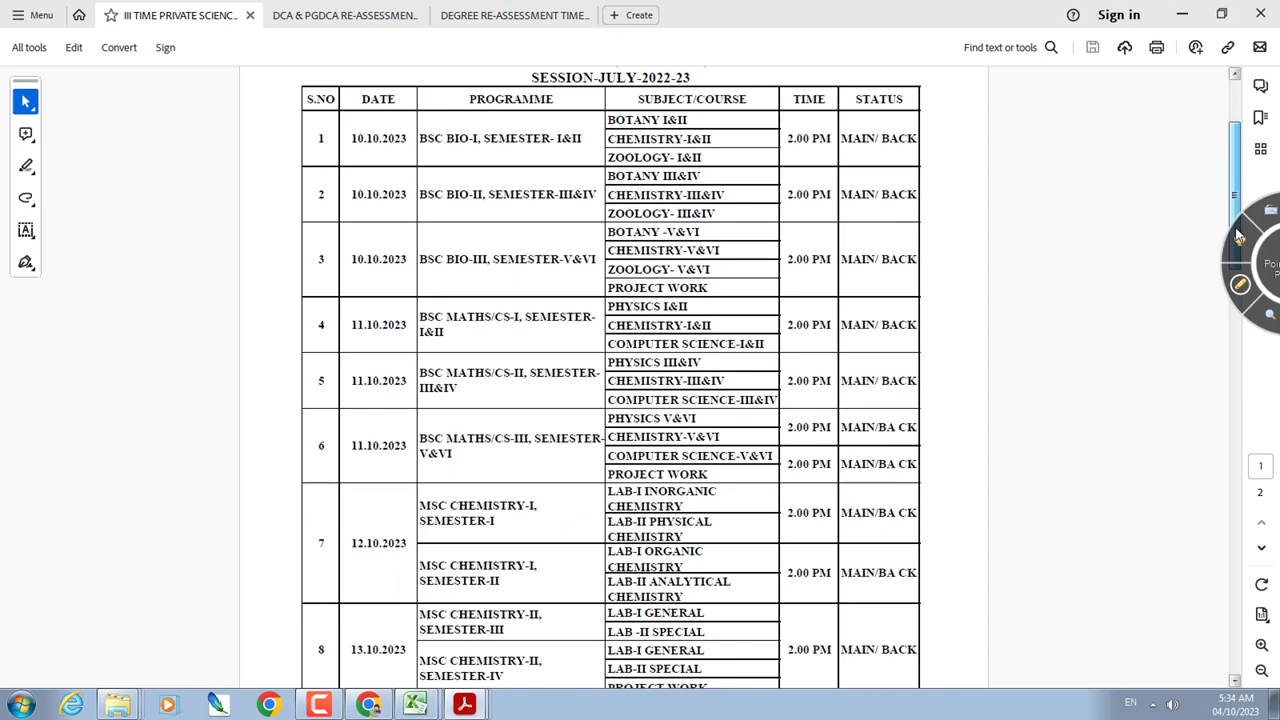 Menu
III TIME PRIVATE SCIENC...
DCA & PGDCA RE-ASSESSMEN...
DEGREE RE-ASSESSMENT TIME...
Create
Sign in
All tools
Edit
Convert
Sign
Find text or tools
SESSION-JULY-2022-23
S.NO DATE PROGRAMME SUBJECT/COURSE TIME STATUS
1 10.10.2023 BSC BIO-I, SEMESTER- I&II 2.00 PM MAIN/ BACK
BOTANY I&II
CHEMISTRY-I&II
ZOOLOGY- I&II
2 10.10.2023 BSC BIO-II, SEMESTER-III&IV 2.00 PM MAIN/ BACK
BOTANY III&IV
CHEMISTRY-III&IV
ZOOLOGY- III&IV
3 10.10.2023 BSC BIO-III, SEMESTER-V&VI 2.00 PM MAIN/ BACK
BOTANY -V&VI
CHEMISTRY-V&VI
ZOOLOGY- V&VI
PROJECT WORK
4 11.10.2023 BSC MATHS/CS-I, SEMESTER-
I&II
2.00 PM MAIN/ BACK
PHYSICS I&II
CHEMISTRY-I&II
COMPUTER SCIENCE-I&II
5 11.10.2023 BSC MATHS/CS-II, SEMESTER-
III&IV
2.00 PM MAIN/ BACK
PHYSICS III&IV
CHEMISTRY-III&IV
COMPUTER SCIENCE-III&IV
6 11.10.2023 BSC MATHS/CS-III, SEMESTER-
V&VI
PHYSICS V&VI
CHEMISTRY-V&VI
2.00 PM MAIN/BA CK
COMPUTER SCIENCE-V&VI
PROJECT WORK
2.00 PM MAIN/BA CK
7 12.10.2023
MSC CHEMISTRY-I,
SEMESTER-I
LAB-I INORGANIC
CHEMISTRY
LAB-II PHYSICAL
CHEMISTRY
2.00 PM MAIN/BA CK
MSC CHEMISTRY-I,
SEMESTER-II
LAB-I ORGANIC
CHEMISTRY
LAB-II ANALYTICAL
CHEMISTRY
2.00 PM MAIN/BA CK
8 13.10.2023
MSC CHEMISTRY-II,
SEMESTER-III
LAB-I GENERAL
LAB -II SPECIAL
2.00 PM MAIN/ BACK
MSC CHEMISTRY-II,
SEMESTER-IV
LAB-I GENERAL
LAB-II SPECIAL
PROJECT WORK
1
2
EN
5:34 AM
04/10/2023